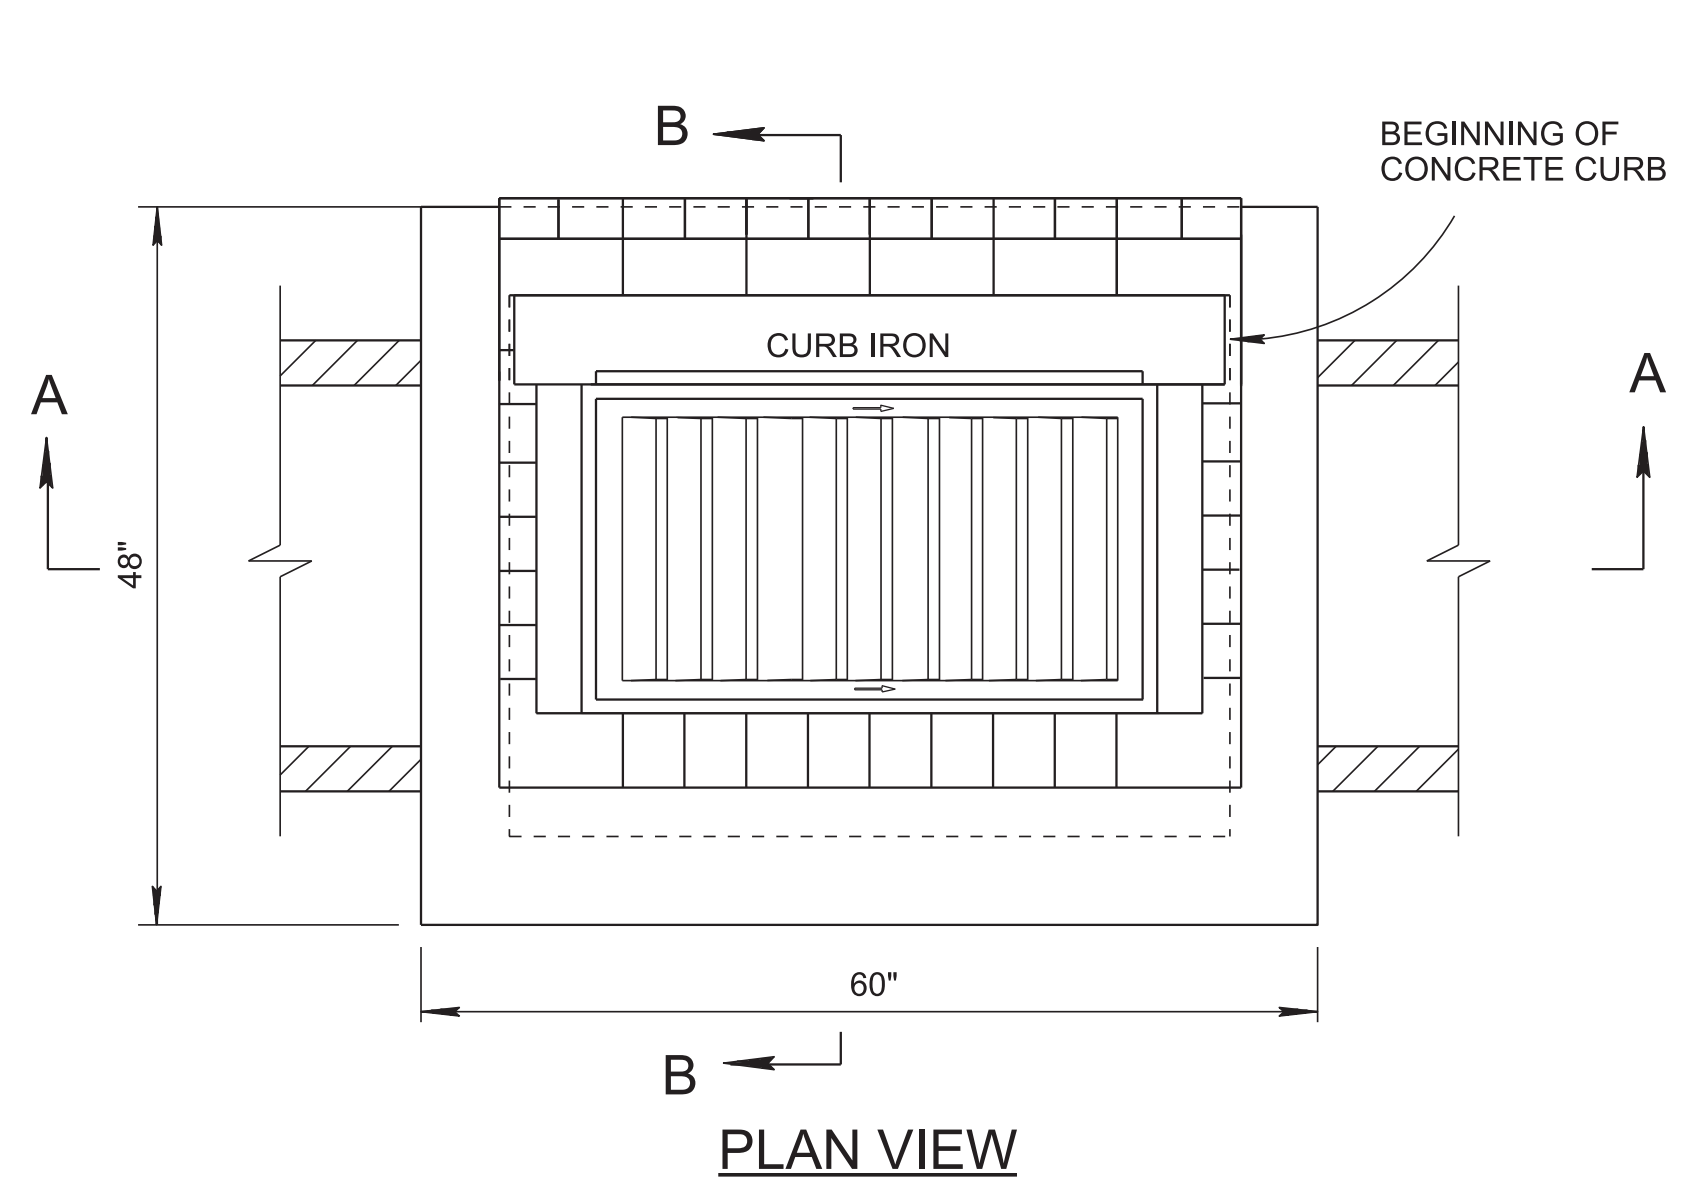 B
BEGINNING OF
CONCRETE CURB
CURB IRON
A
A
48"
60"
B
PLAN VIEW